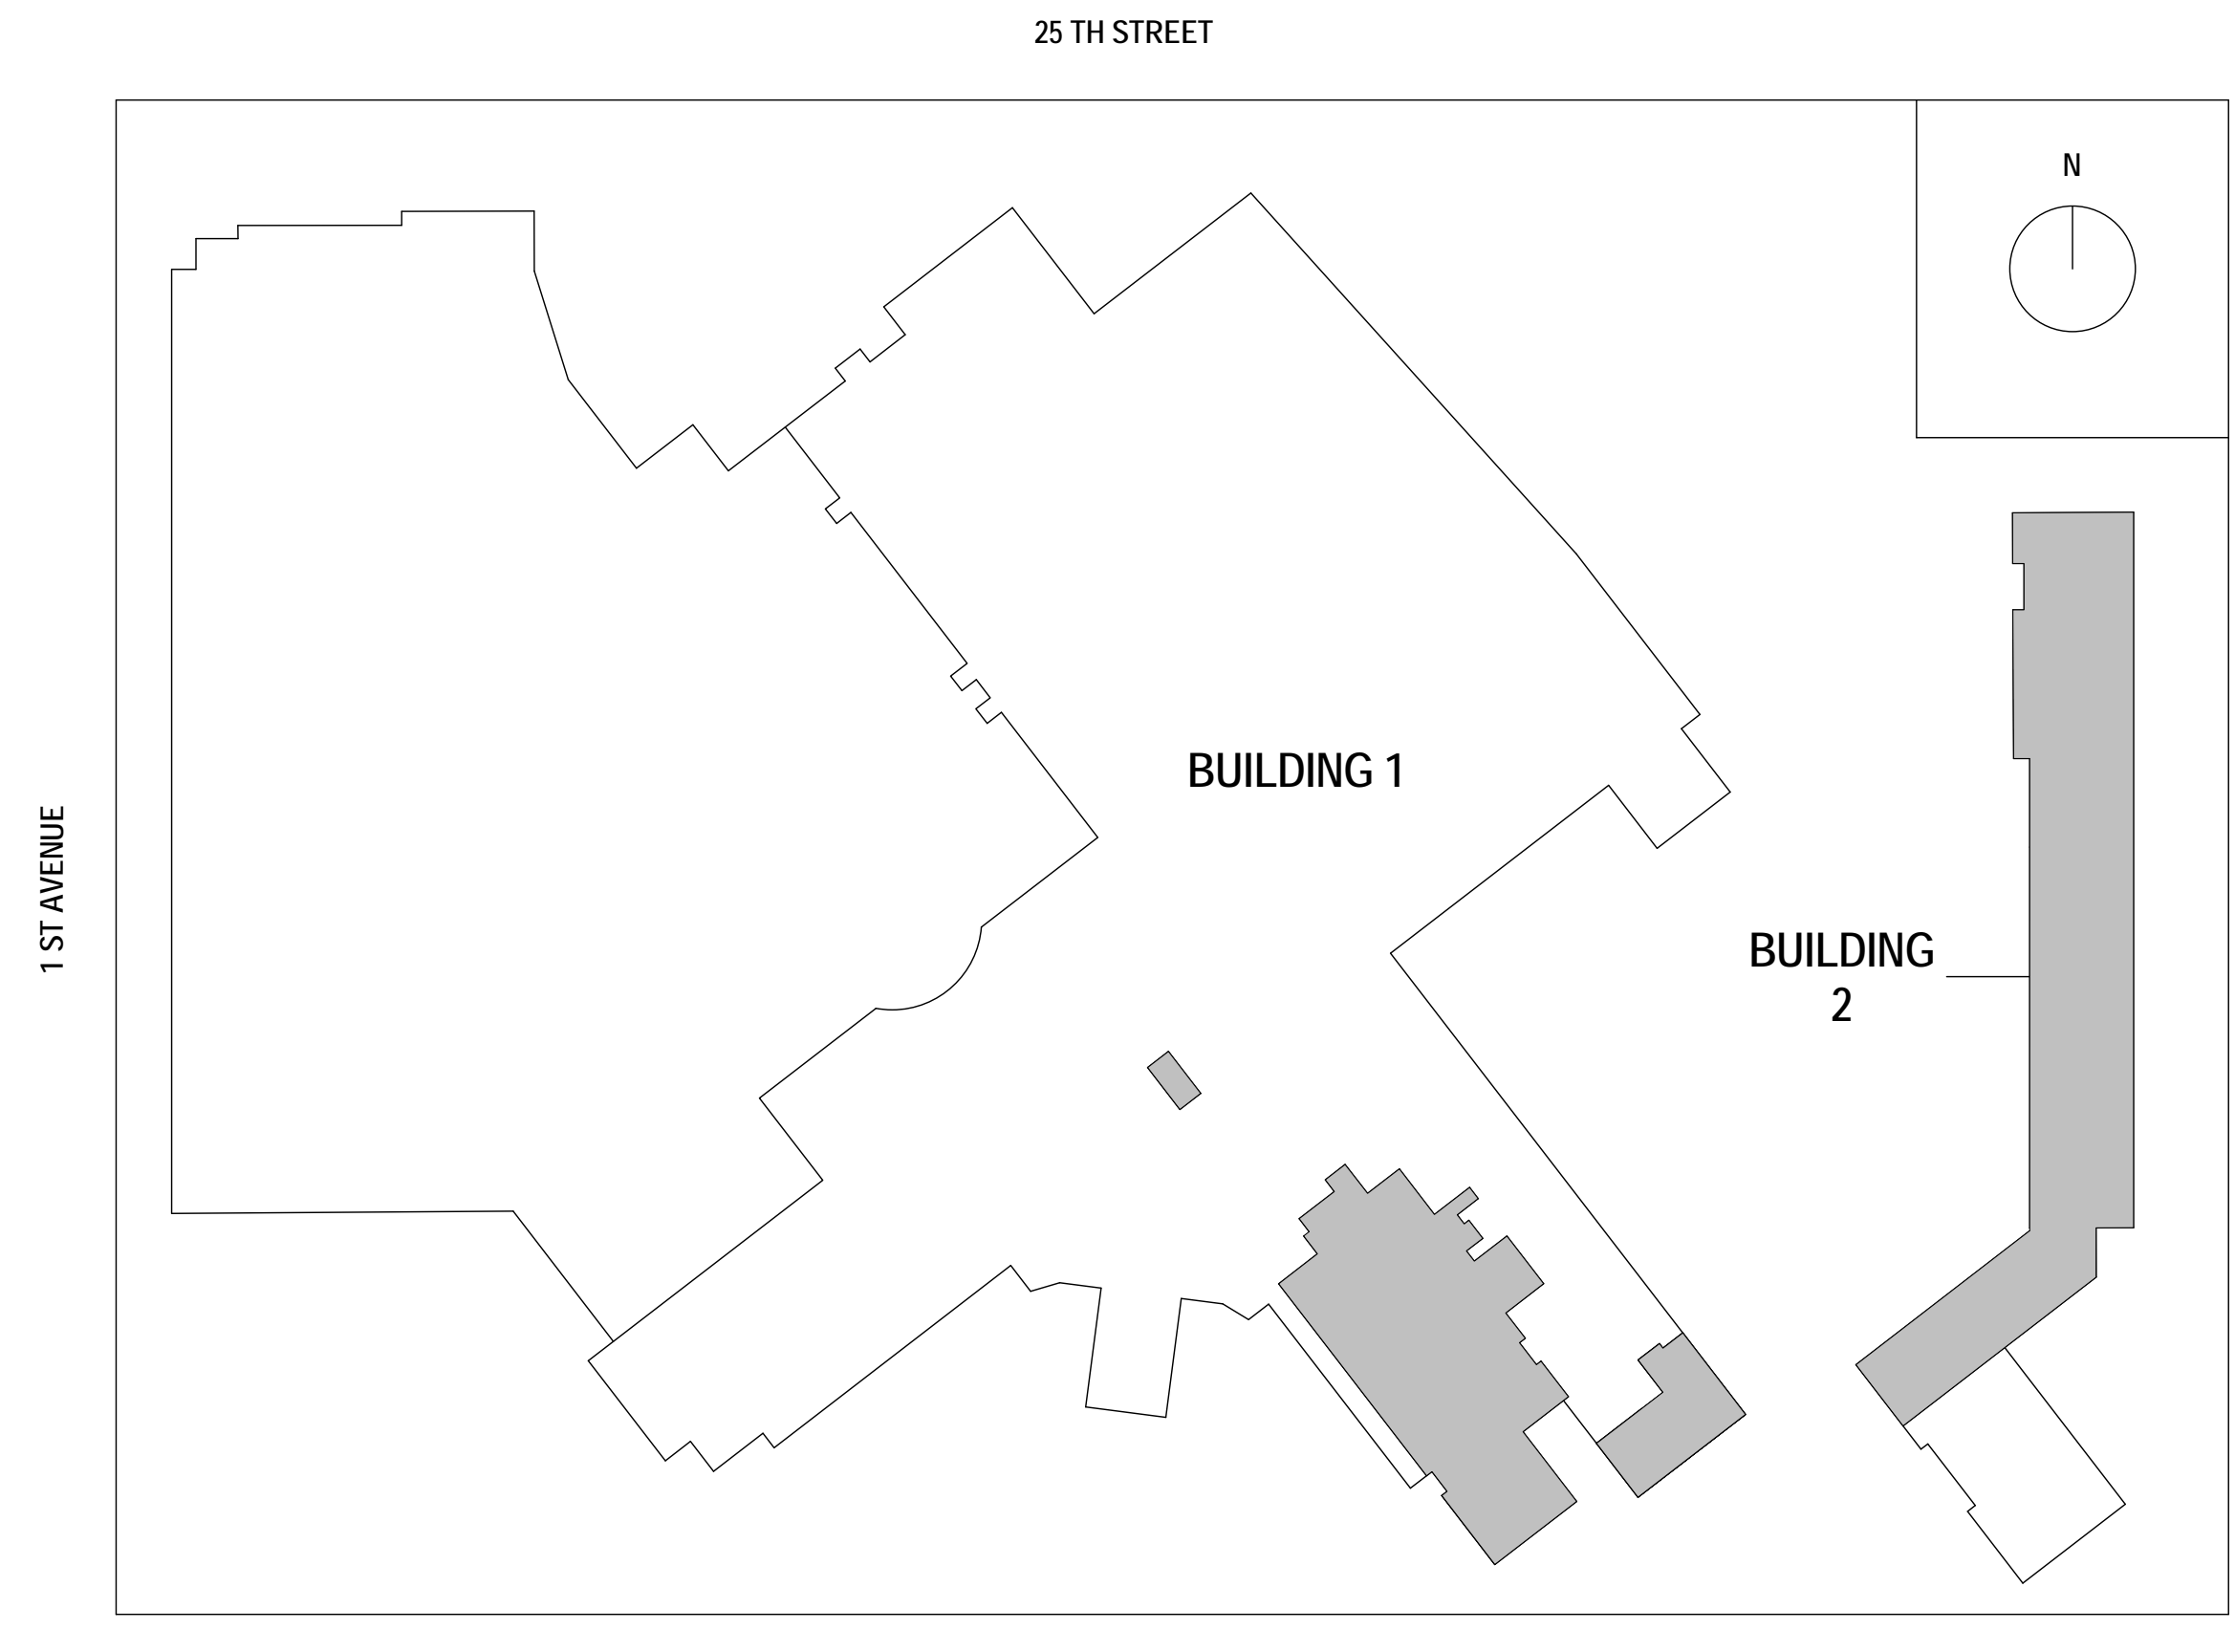 25 TH STREET
N
BUILDING 1
1 ST AVENUE
BUILDING
2